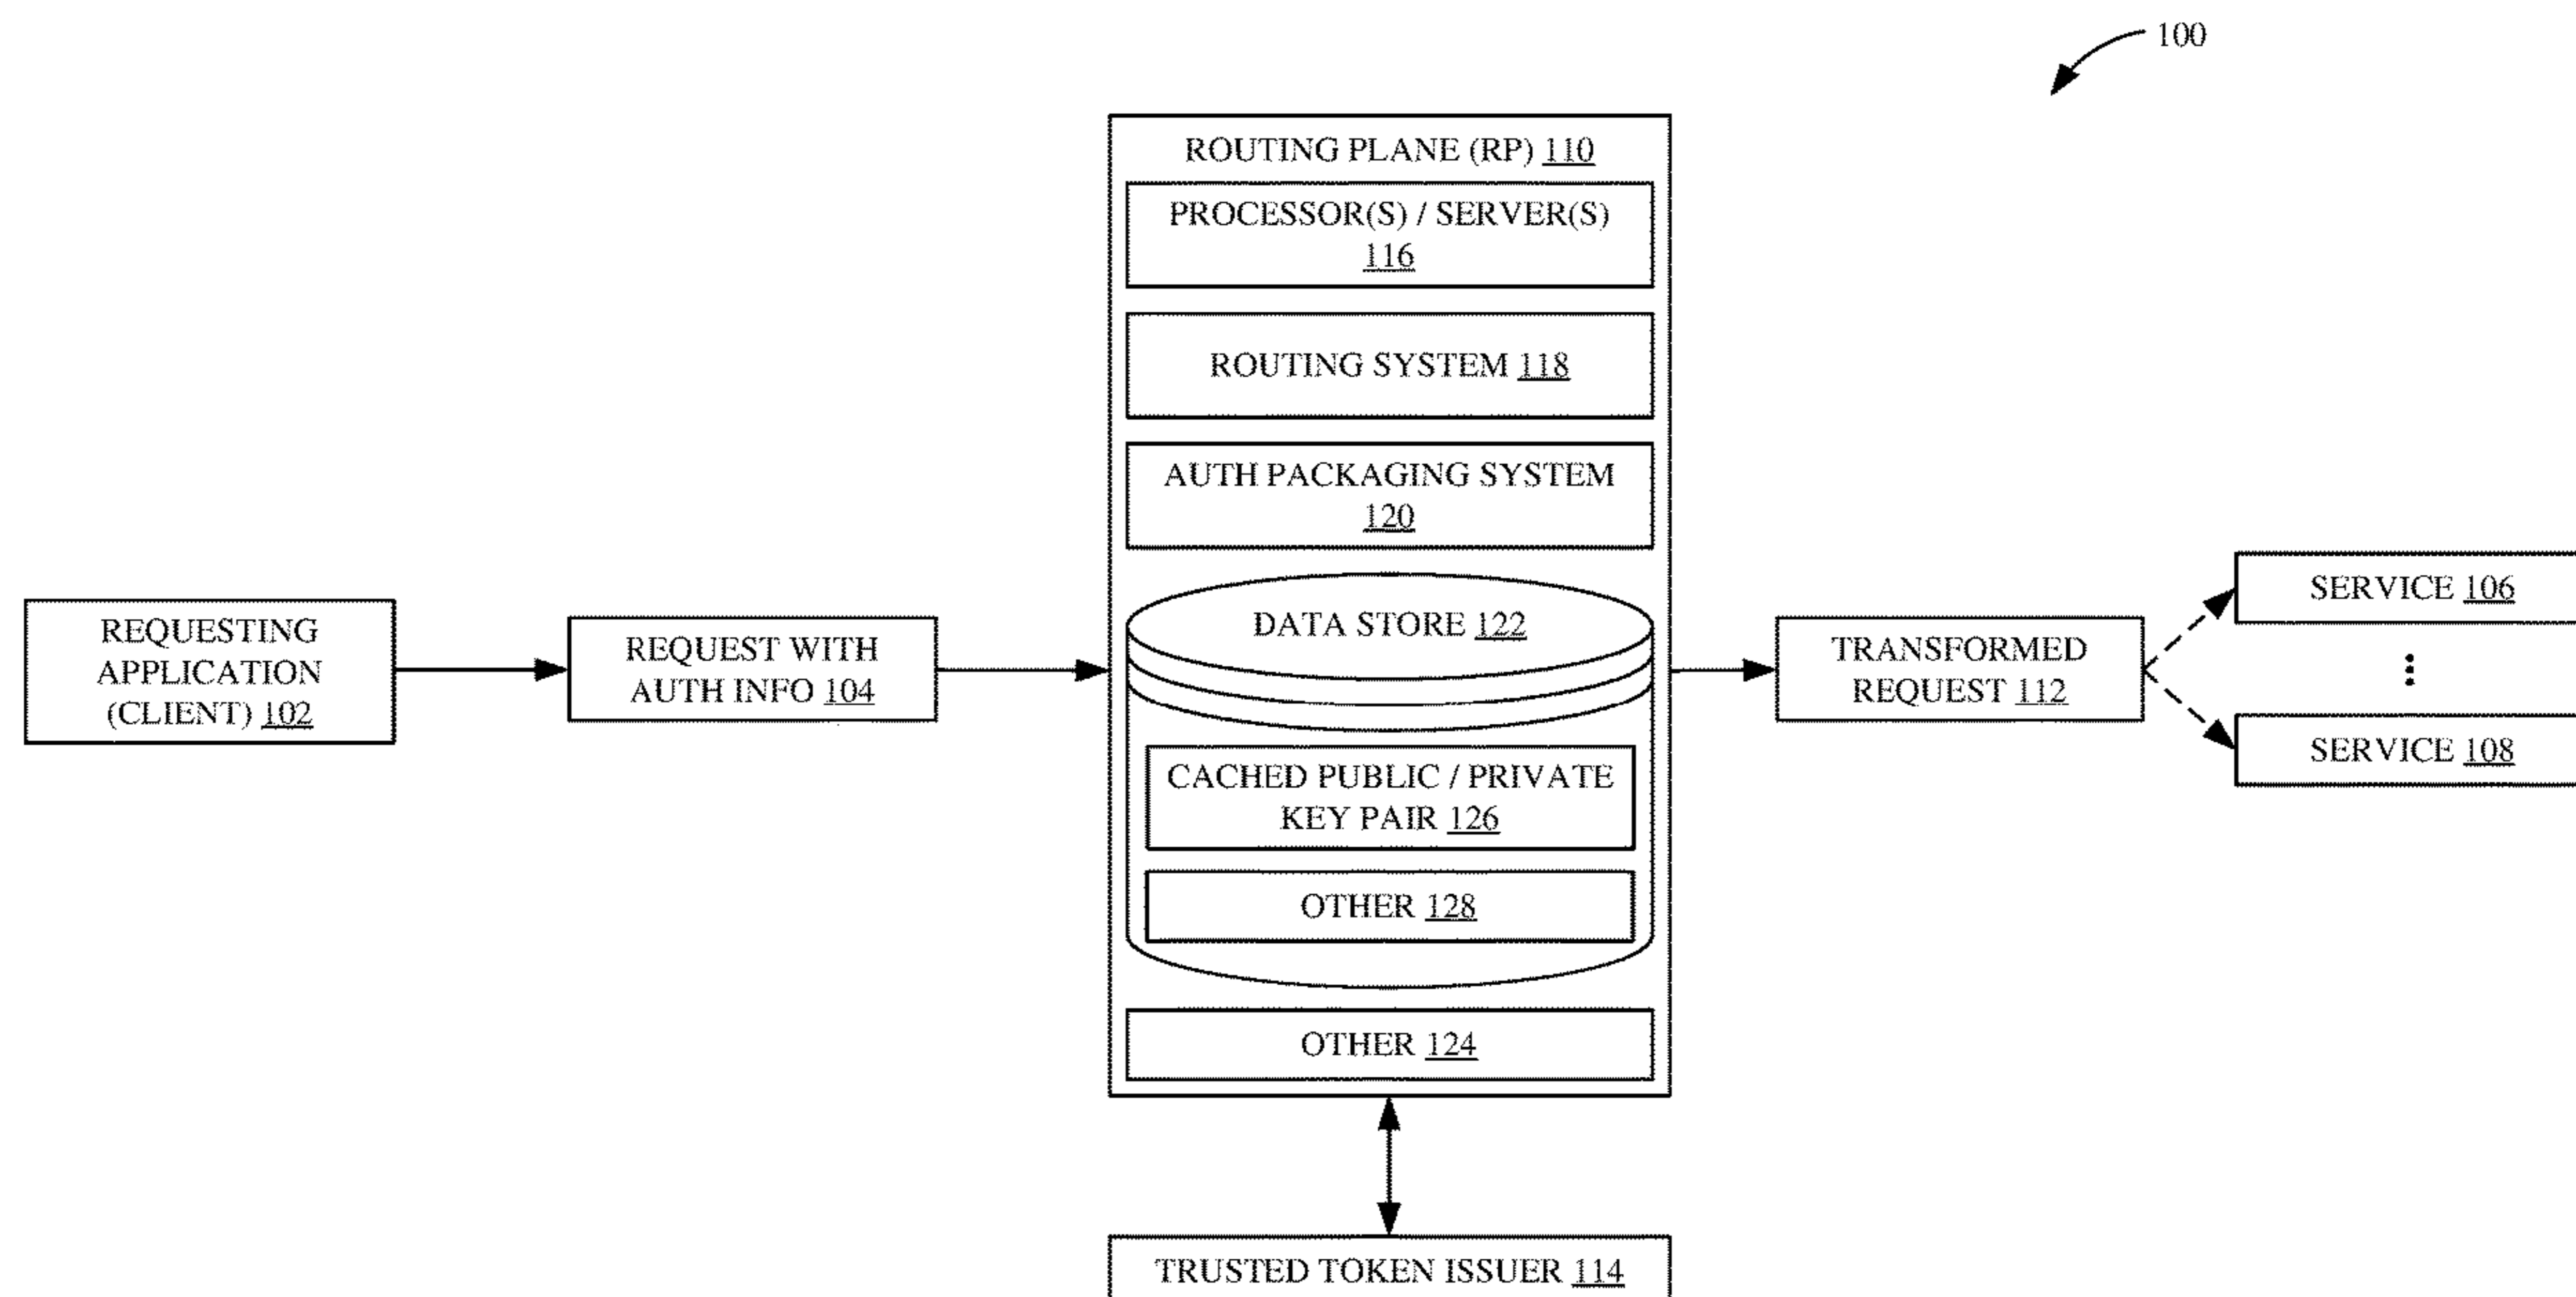 100
ROUTING PLANE (RP) 110
PROCESSOR(S) / SERVER(S)
116
ROUTING SYSTEM 118
AUTH PACKAGING SYSTEM
120
DATA STORE 122
CACHED PUBLIC / PRIVATE
KEY PAIR 126
OTHER 128
OTHER 124
REQUESTING
APPLICATION
(CLIENT) 102
REQUEST WITH
AUTH INFO 104
TRANSFORMED
REQUEST 112
SERVICE 106
SERVICE 108
TRUSTED TOKEN ISSUER 114